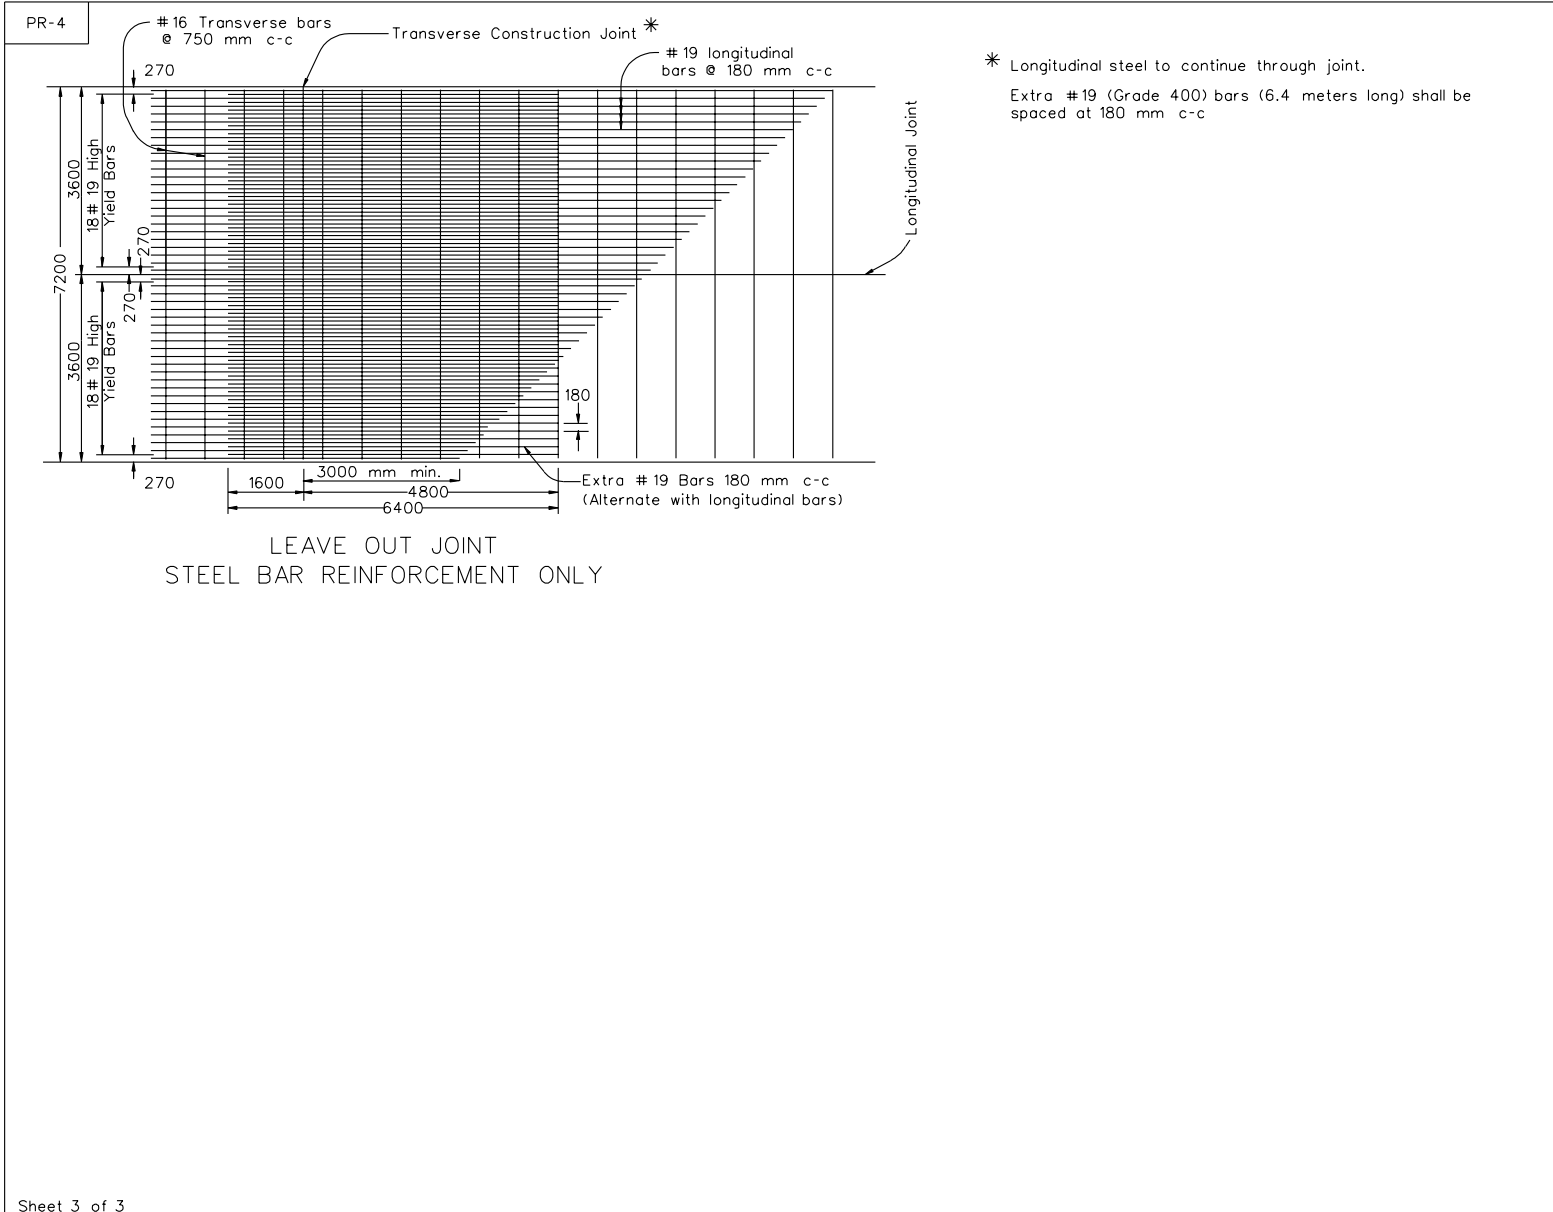 PR-4
#16 Transverse bars
@ 750 mm c-c
Transverse Construction Joint *
#19 longitudinal
bars @ 180 mm c-c
* Longitudinal steel to continue through joint.
Extra #19 (Grade 400) bars (6.4 meters long) shall be
spaced at 180 mm c-c
270
3600
18# 19 High
Yield Bars
270
7200
270
3600
18# 19 High
Yield Bars
Longitudinal Joint
180
270
1600
3000 mm min.
4800
6400
Extra #19 Bars 180 mm c-c
(Alternate with longitudinal bars)
LEAVE OUT JOINT
STEEL BAR REINFORCEMENT ONLY
Sheet 3 of 3